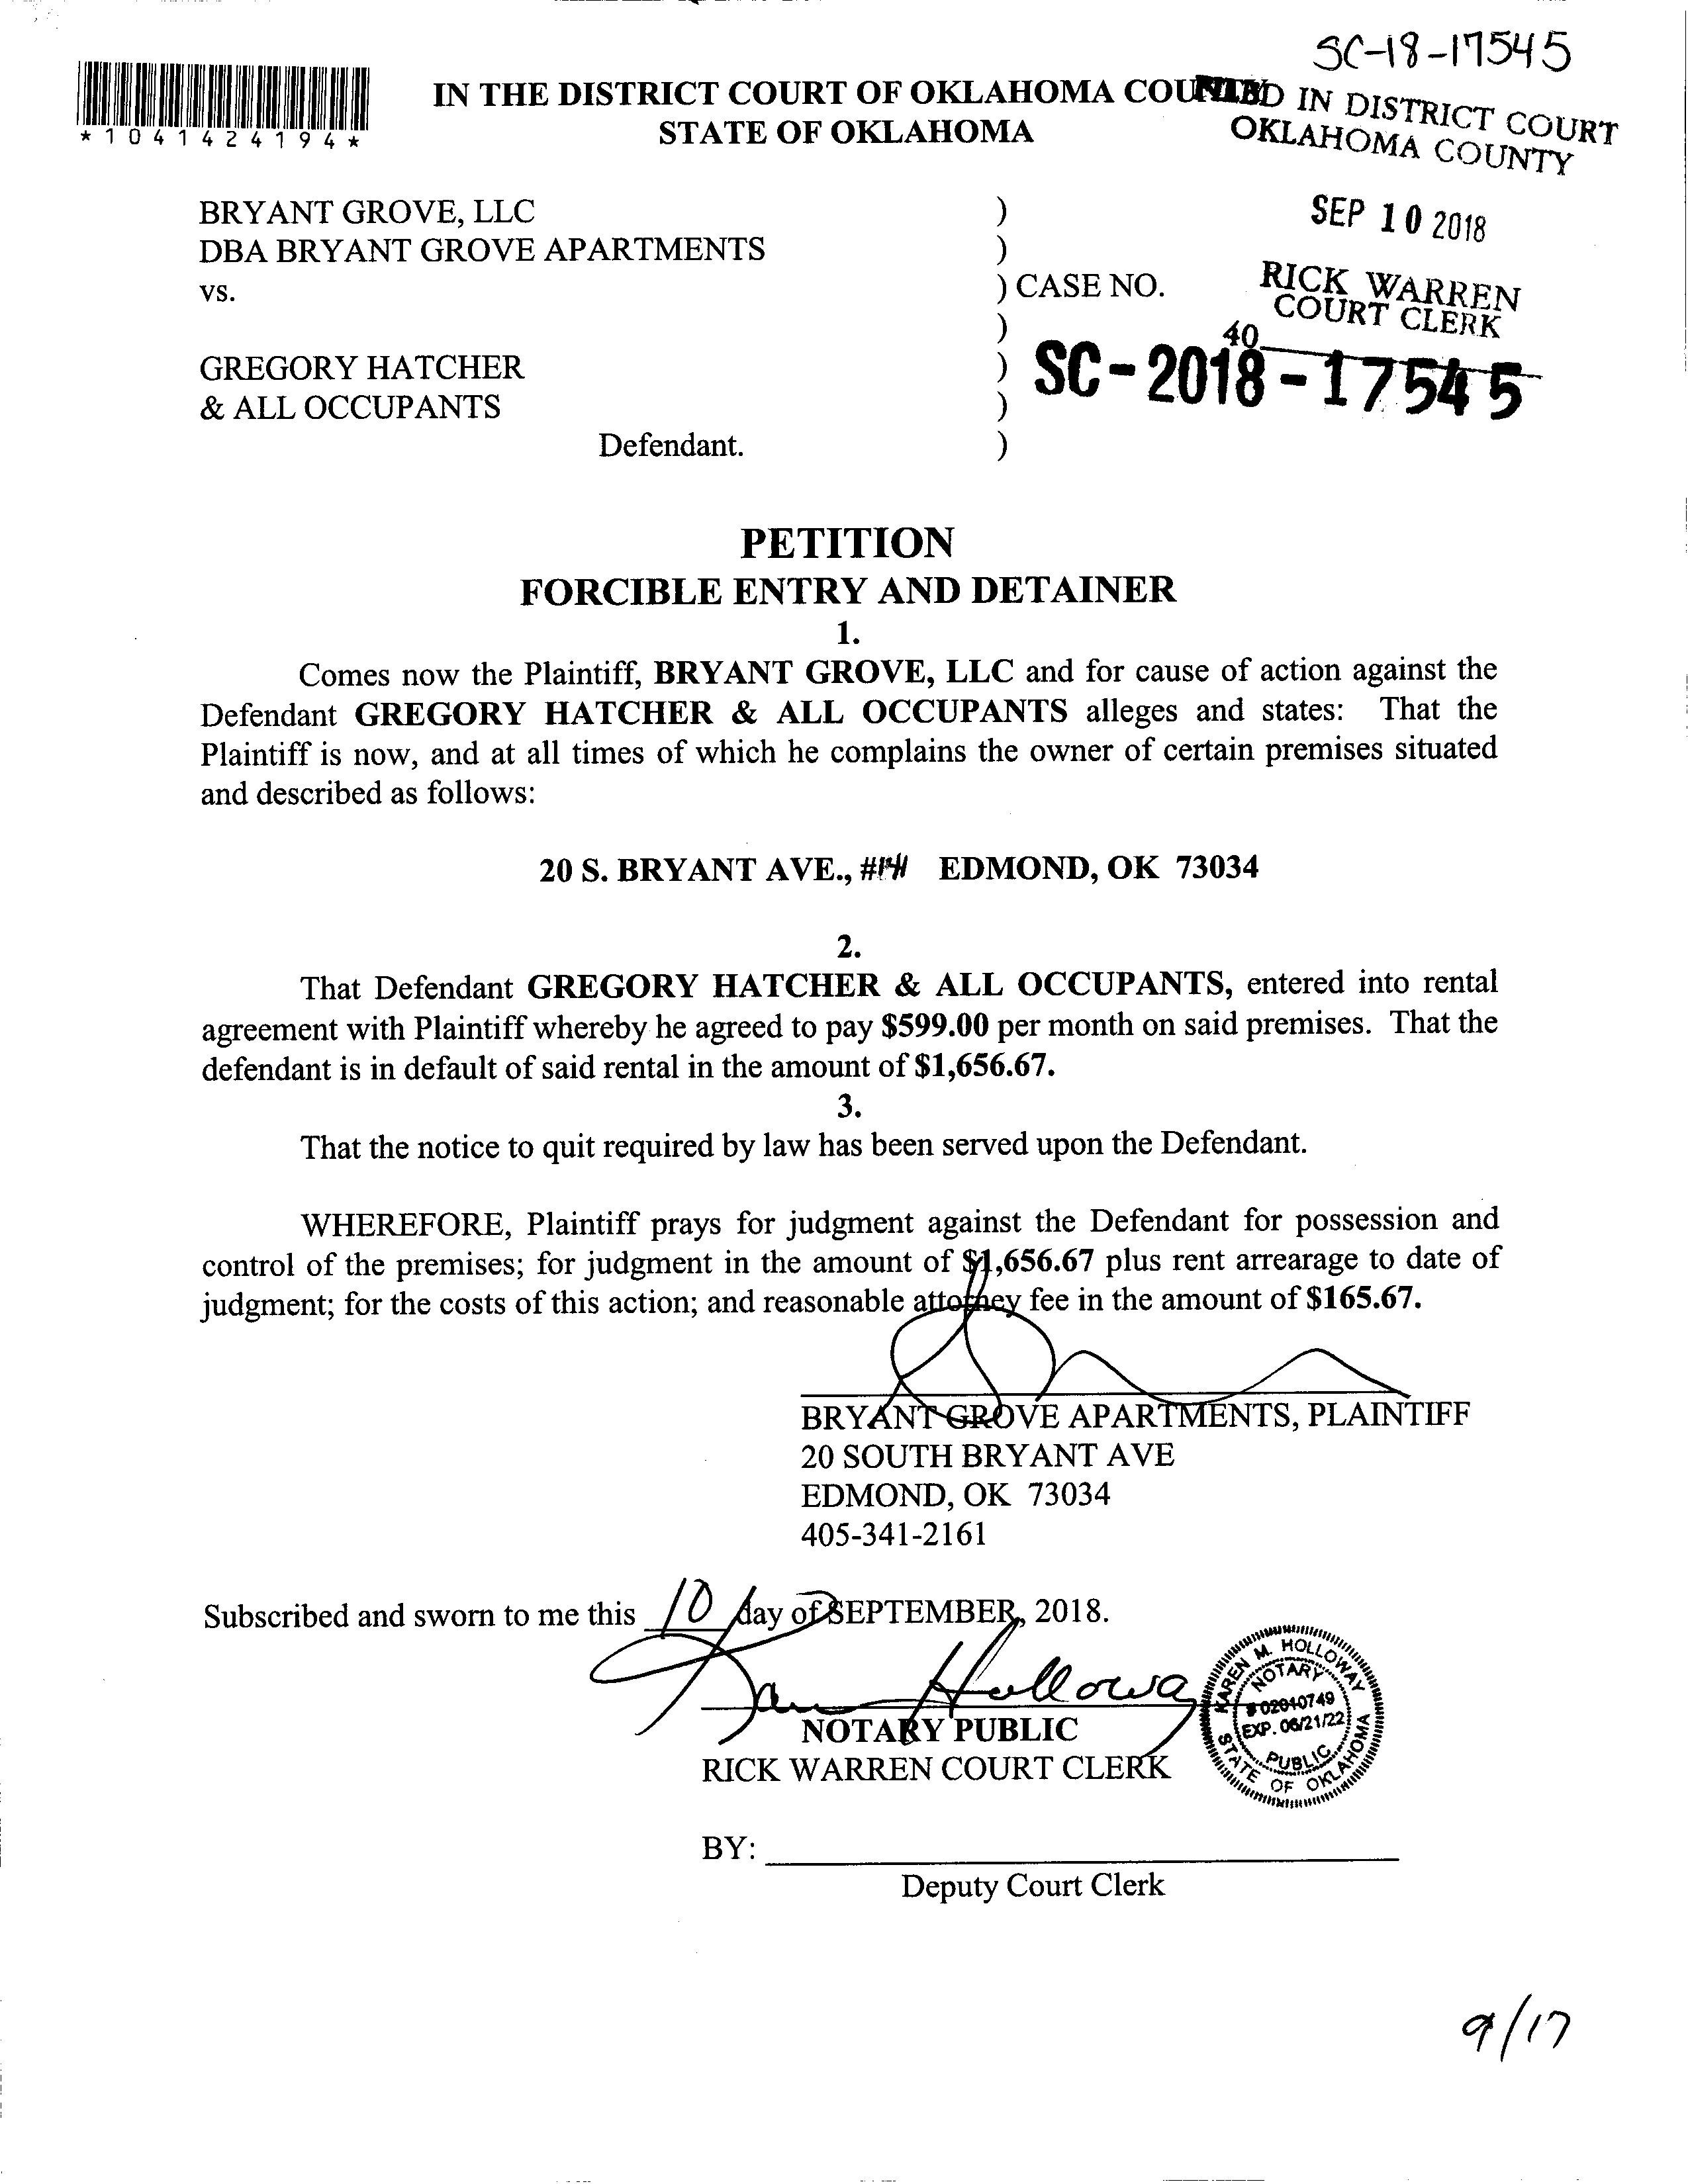 SC-18-17545
*1041424194*
IN THE DISTRICT COURT OF OKLAHOMA
STATE OF OKLAHOMA
FILED IN DISTRICT COURT
OKLAHOMA COUNTY
SEP 10 2018
RICK WARREN
COURT CLERK
40
BRYANT GROVE, LLC )
DBA BRYANT GROVE APARTMENTS )
vs. ) CASE NO.
)
GREGORY HATCHER ) SC-2018-17545
& ALL OCCUPANTS )
Defendant. )
PETITION
FORCIBLE ENTRY AND DETAINER
1.
Comes now the Plaintiff, BRYANT GROVE, LLC and for cause of action against the
Defendant GREGORY HATCHER & ALL OCCUPANTS alleges and states: That the
Plaintiff is now, and at all times of which he complains the owner of certain premises situated
and described as follows:
20 S. BRYANT AVE., EDMOND, OK 73034
2.
That Defendant GREGORY HATCHER & ALL OCCUPANTS, entered into rental
agreement with Plaintiff whereby he agreed to pay $599.00 per month on said premises. That the
defendant is in default of said rental in the amount of $1,656.67.
3.
That the notice to quit required by law has been served upon the Defendant.
WHEREFORE, Plaintiff prays for judgment against the Defendant for possession and
control of the premises; for judgment in the amount of $1,656.67 plus rent arrearage to date of
judgment; for the costs of this action; and reasonable attorney fee in the amount of $165.67.
BRYANT GROVE APARTMENTS, PLAINTIFF
20 SOUTH BRYANT AVE
EDMOND, OK 73034
405-341-2161
Subscribed and sworn to me this 10 day of SEPTEMBER, 2018.
Karen Holloway
NOTARY PUBLIC
RICK WARREN COURT CLERK
KAREN M. HOLLOWAY
NOTARY
# 02010749
EXP. 06/21/22
PUBLIC
STATE OF OKLAHOMA
BY:
Deputy Court Clerk
9/17